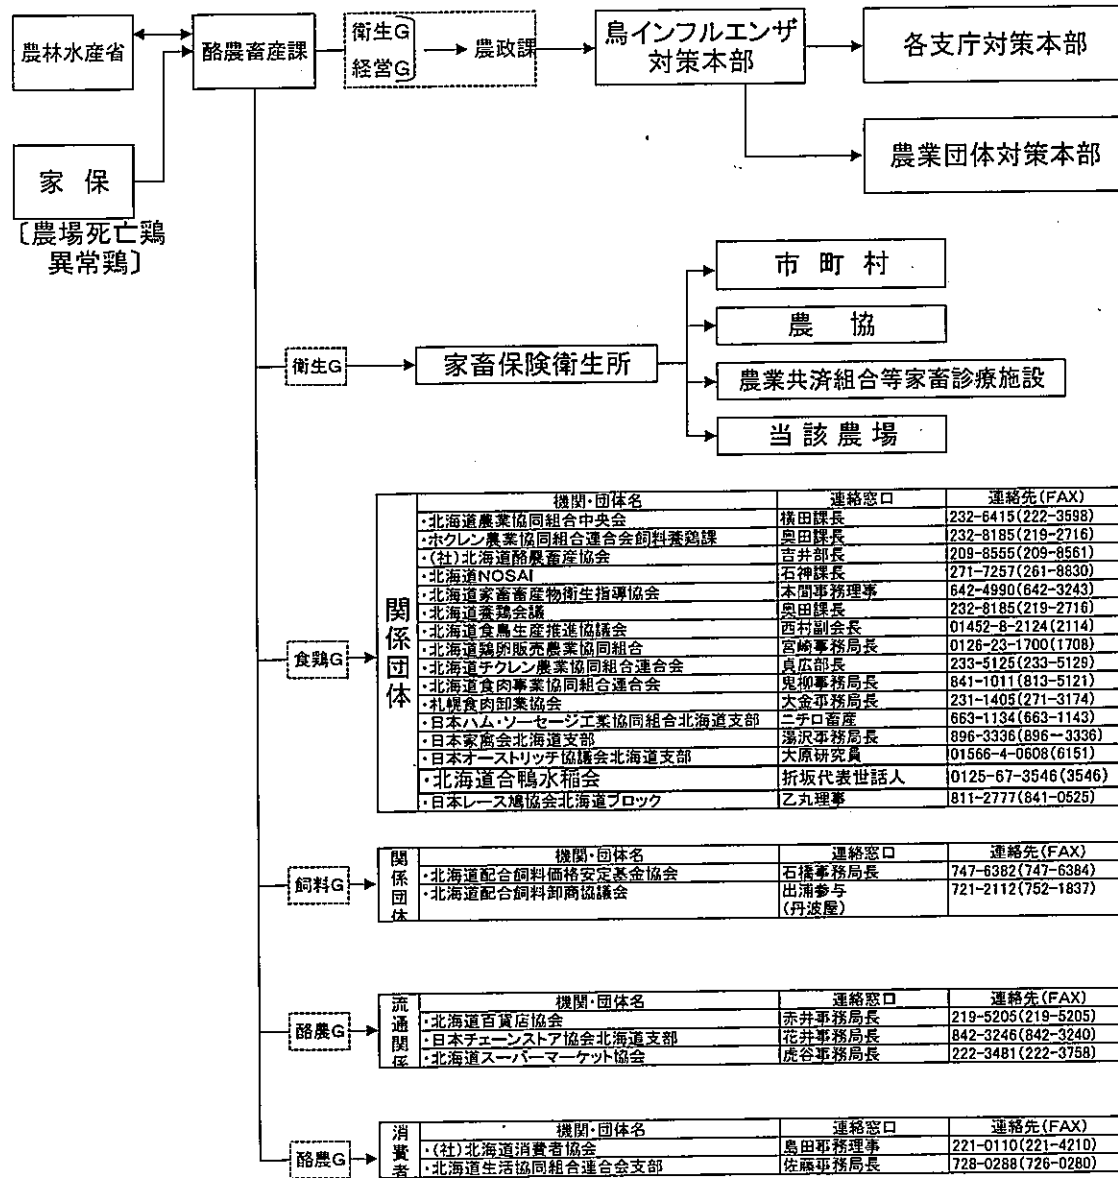 農林水産省
酪農畜産課
衛生G
経営G
農政課
鳥インフルエンザ
対策本部
各支庁対策本部
農業団体対策本部
家保
〔農場死亡鶏
異常鶏〕
市町村
農協
衛生G
家畜保険衛生所
農業共済組合等家畜診療施設
当該農場
食鶏G
関係団体
機関・団体名 連絡窓口 連絡先(FAX)
・北海道農業協同組合中央会 横田課長 232-6415(222-3598)
・ホクレン農業協同組合連合会飼料養鶏課 奥田課長 232-8185(219-2716)
・(社)北海道酪農畜産協会 吉井部長 209-8555(209-8561)
・北海道NOSAI 石神課長 271-7257(261-8830)
・北海道家畜畜産物衛生指導協会 本間事務理事 642-4990(642-3243)
・北海道養鶏会議 奥田課長 232-8185(219-2716)
・北海道食鳥生産推進協議会 西村副会長 01452-8-2124(2114)
・北海道鶏卵販売農業協同組合 宮崎事務局長 0126-23-1700(1708)
・北海道チクレン農業協同組合連合会 貞広部長 233-5125(233-5129)
・北海道食肉事業協同組合連合会 鬼柳事務局長 841-1011(813-5121)
・札幌食肉卸業協会 大金事務局長 231-1405(271-3174)
・日本ハム・ソーセージ工業協同組合北海道支部 ニチロ畜産 663-1134(663-1143)
・日本家禽会北海道支部 湯沢事務局長 896-3336(896-3336)
・日本オーストリッチ協議会北海道支部 大原研究員 01566-4-0608(6151)
・北海道合鴨水稲会 折坂代表世話人 0125-67-3546(3546)
・日本レース鳩協会北海道ブロック 乙丸理事 811-2777(841-0525)
飼料G
関係団体
機関・団体名 連絡窓口 連絡先(FAX)
・北海道配合飼料価格安定基金協会 石橋事務局長 747-6382(747-6384)
・北海道配合飼料卸商協議会 出浦参与 721-2112(752-1837)
(丹波屋)
酪農G
流通関係
機関・団体名 連絡窓口 連絡先(FAX)
・北海道百貨店協会 赤井事務局長 219-5205(219-5205)
・日本チェーンストア協会北海道支部 花井事務局長 842-3246(842-3240)
・北海道スーパーマーケット協会 虎谷事務局長 222-3481(222-3758)
酪農G
消費者
機関・団体名 連絡窓口 連絡先(FAX)
・(社)北海道消費者協会 島田事務理事 221-0110(221-4210)
・北海道生活協同組合連合会支部 佐藤事務局長 728-0288(726-0280)